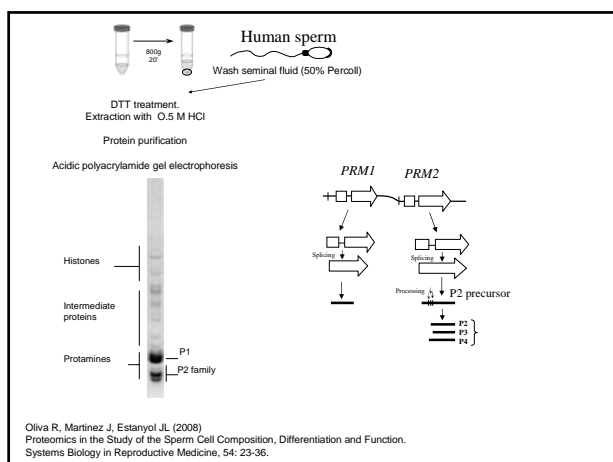 Human sperm
800g
20'
Wash seminal fluid (50% Percoll)
DTT treatment.
Extraction with O.5 M HCl
Protein purification
Acidic polyacrylamide gel electrophoresis
Histones
Intermediate
proteins
Protamines
P1
P2 family
PRM1
PRM2
Splicing
Splicing
Processing
P2 precursor
P2
P3
P4
Oliva R, Martinez J, Estanyol JL (2008)
Proteomics in the Study of the Sperm Cell Composition, Differentiation and Function.
Systems Biology in Reproductive Medicine, 54: 23-36.